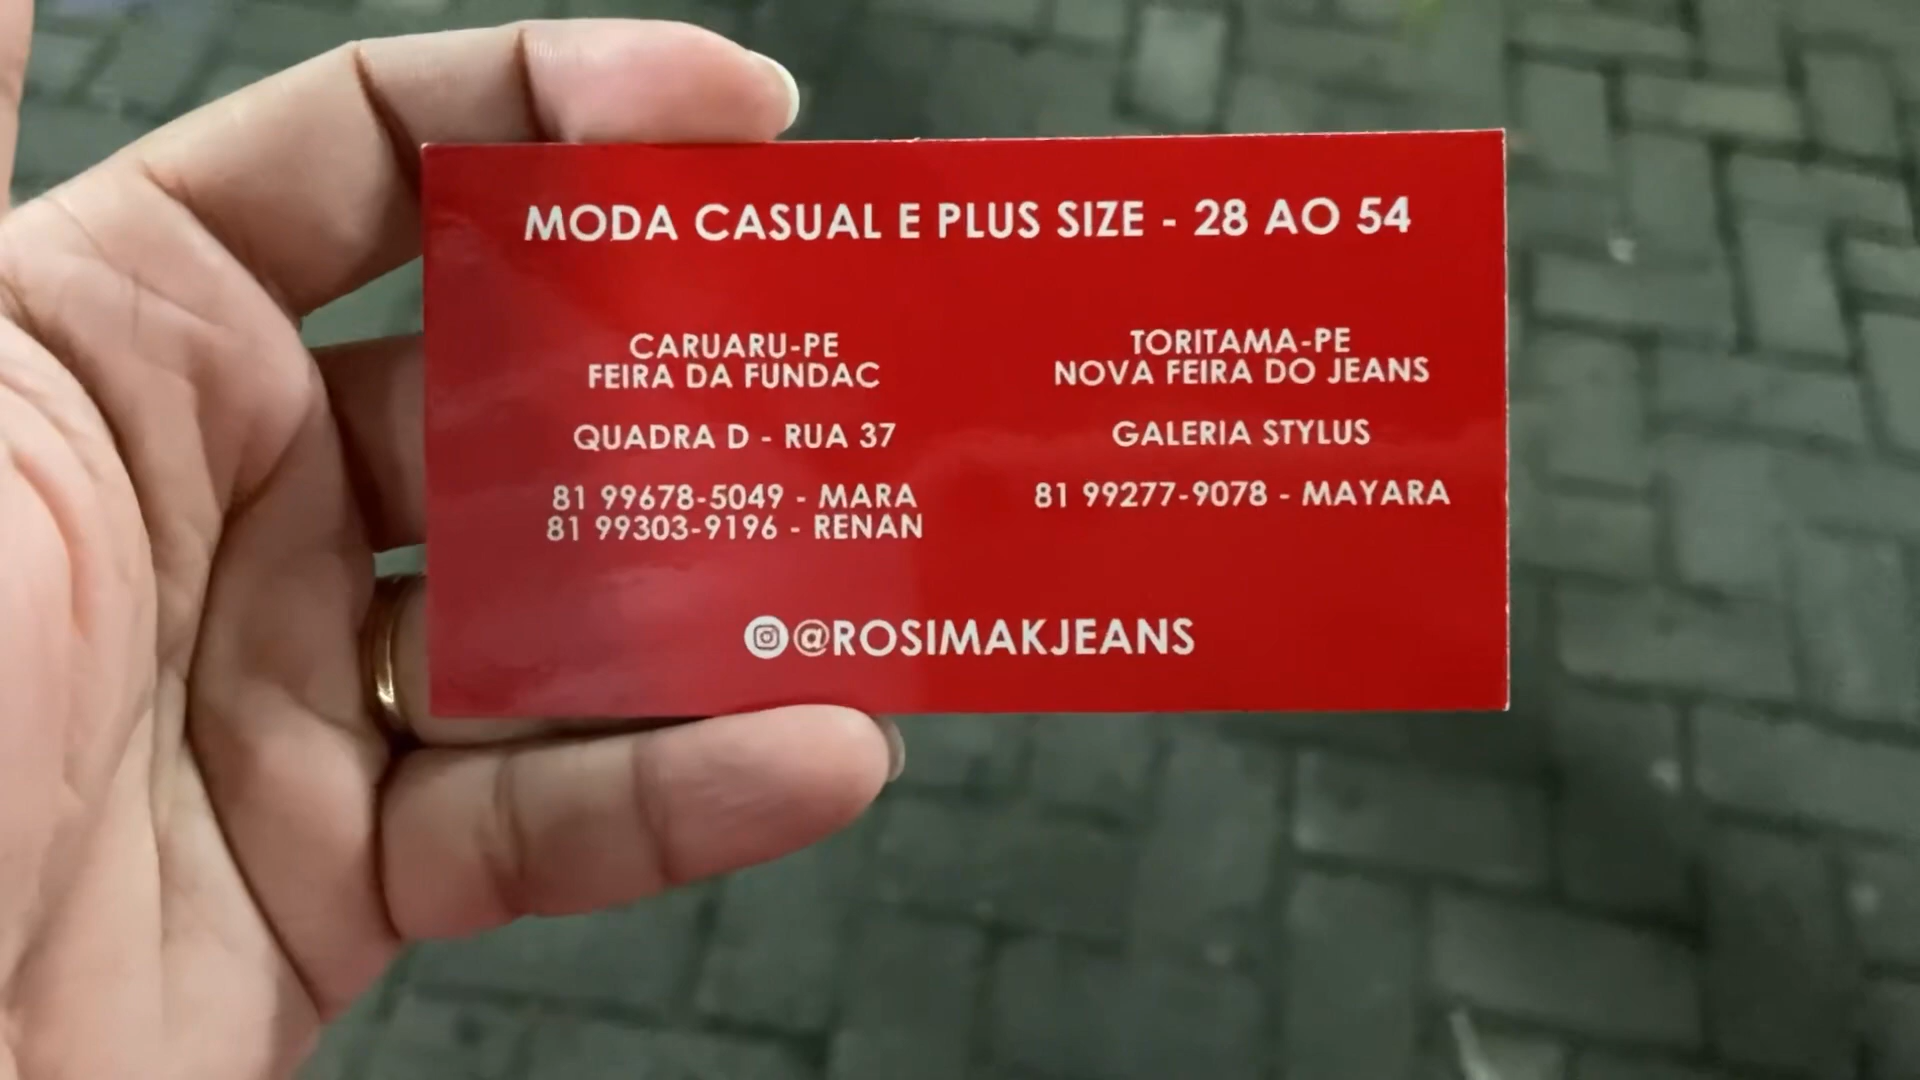 MODA CASUAL E PLUS SIZE - 28 AO 54
CARUARU-PE
FEIRA DA FUNDAC
QUADRA D - RUA 37
81 99678-5049 - MARA
81 99303-9196 - RENAN
TORITAMA-PE
NOVA FEIRA DO JEANS
GALERIA STYLUS
81 99277-9078 - MAYARA
@ROSIMAKJEANS